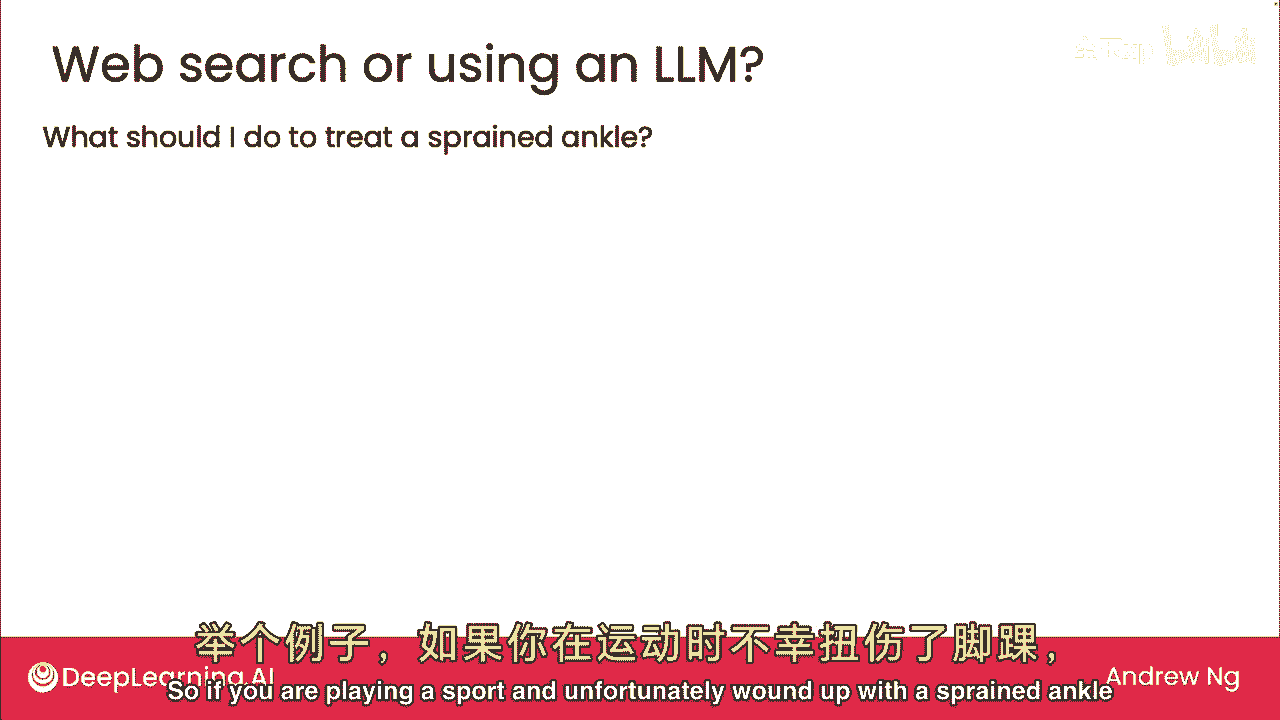 Web search or using an LLM?
What should I do to treat a sprained ankle?
举个例子，如果你在运动时不幸扭伤了脚踝，
DeepLearning.AI
So if you are playing a sport and unfortunately wound up with a sprained ankle
Andrew Ng